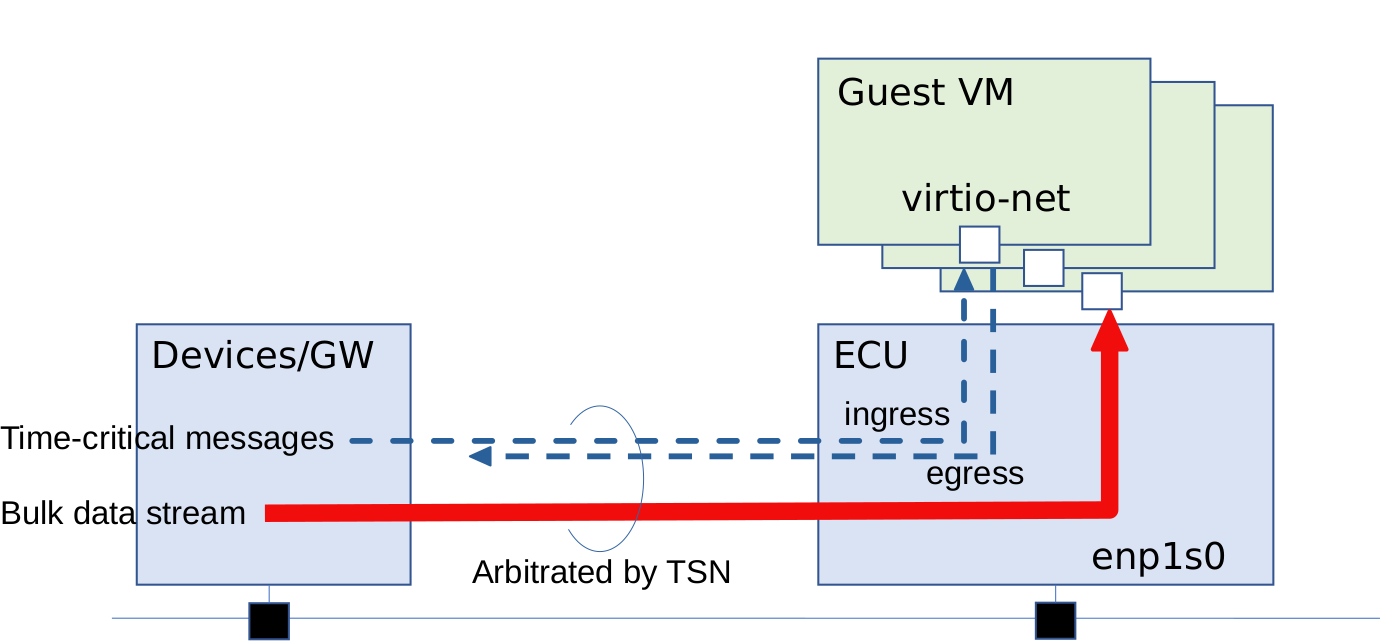 Guest VM
virtio-net
Devices/GW
ECU
ingress
Time-critical messages
egress
Bulk data stream
enp1s0
Arbitrated by TSN